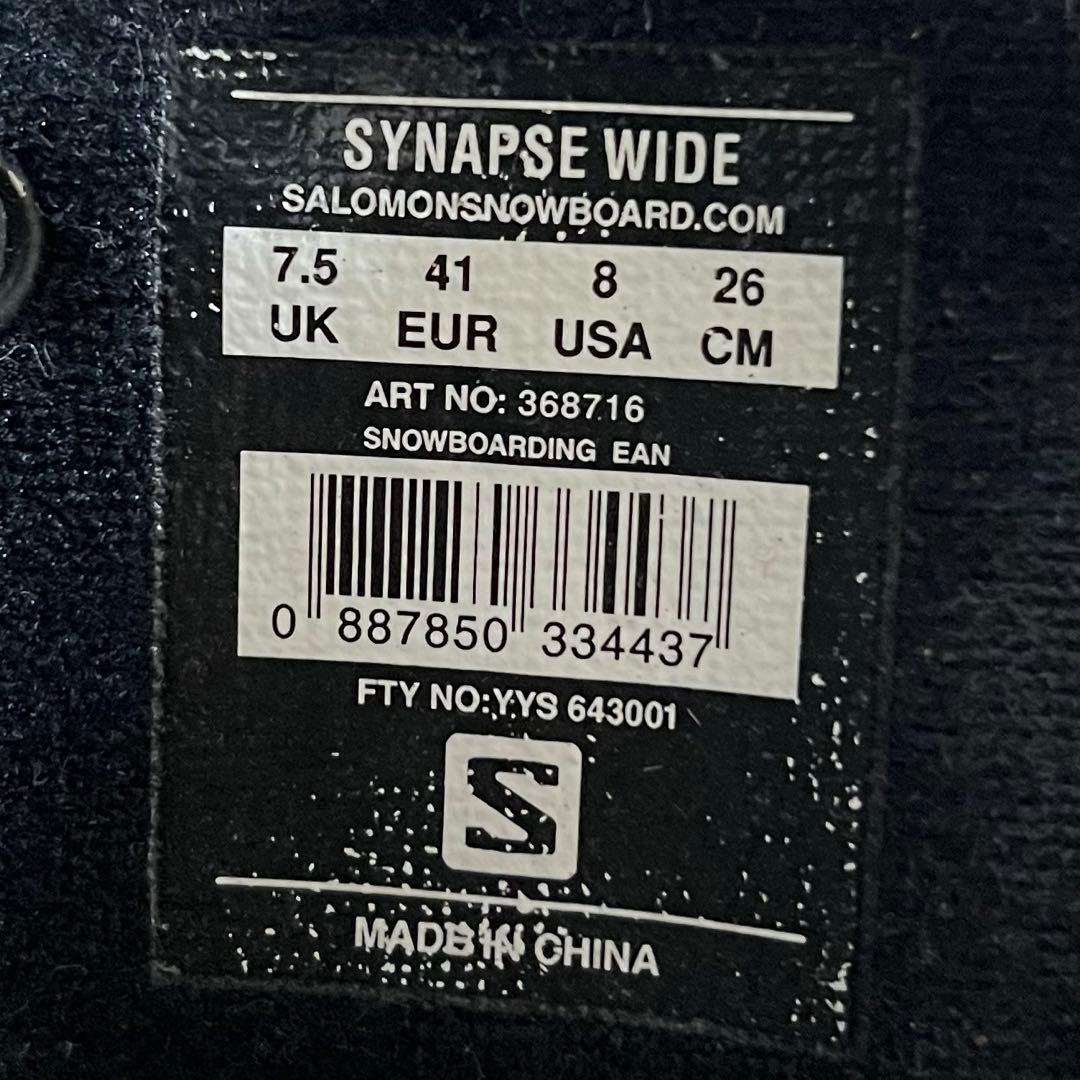 SYNAPSE WIDE
SALOMONSNOWBOARD.COM
7.5 41 8 26
UK EUR USA CM
ART NO: 368716
SNOWBOARDING EAN
0 887850 334437
FTY NO:YYS 643001
S
MADE IN CHINA